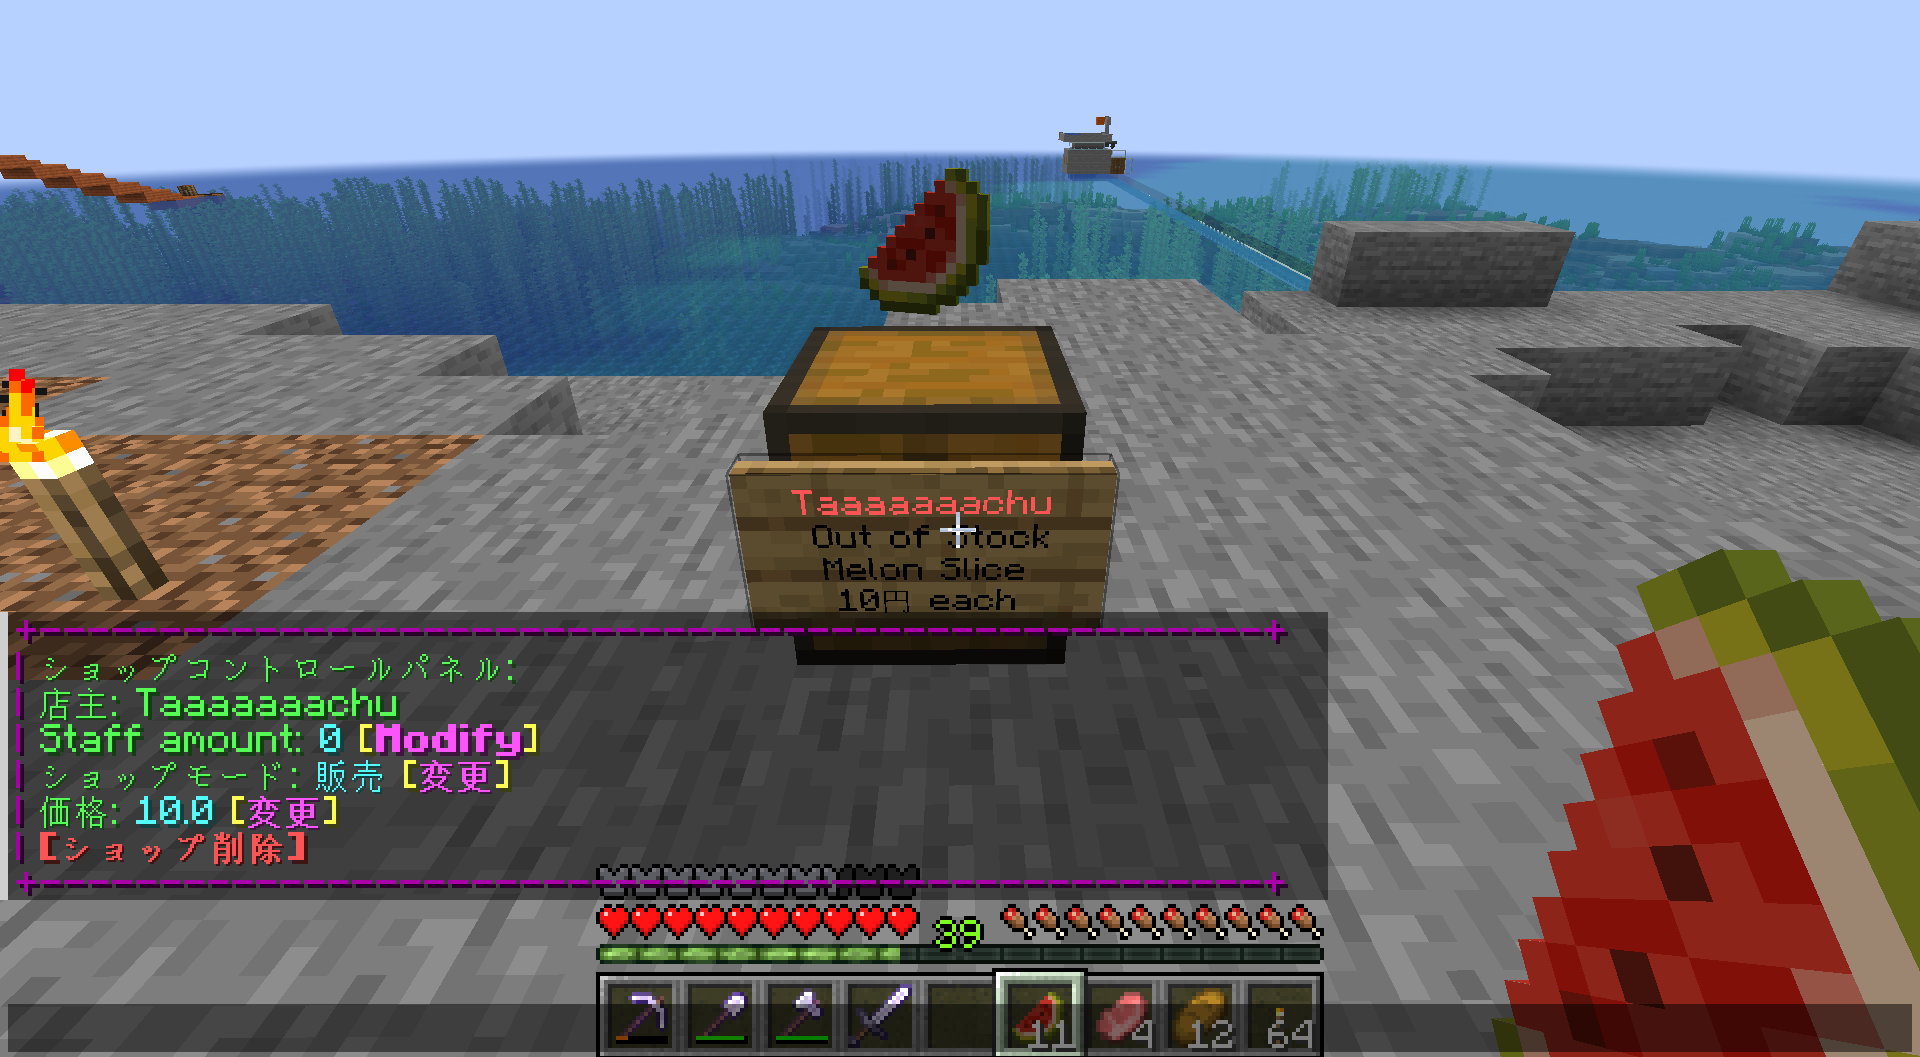 Taaaaaaachu
Out of Stock
Melon Slice
10円 each
ショップコントロールパネル:
店主: Taaaaaaachu
Staff amount: 0 [Modify]
ショップモード: 販売 [変更]
価格: 10.0 [変更]
[ショップ削除]
39
11 4 12 64